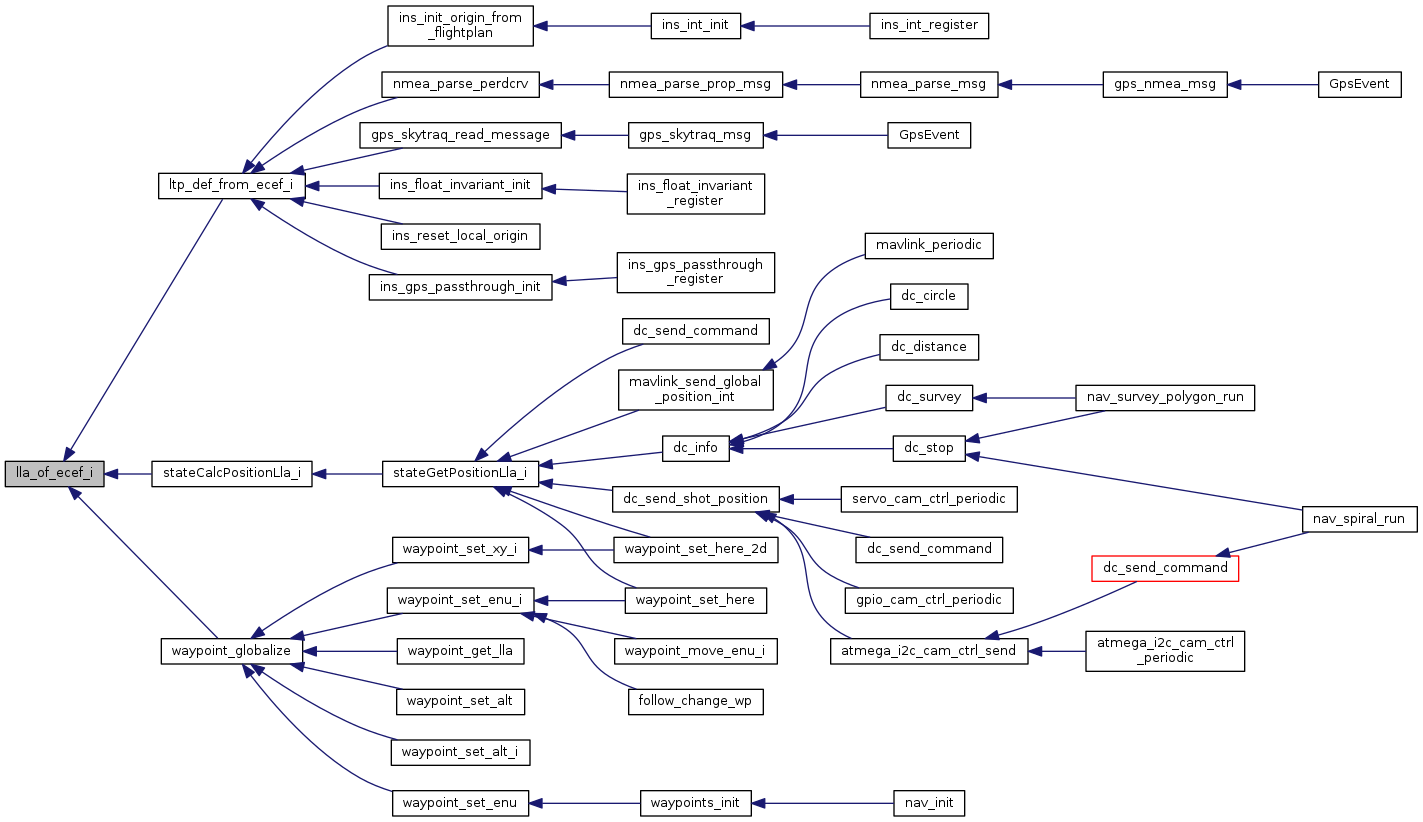 ins_init_origin_from
_flightplan
ins_int_init
ins_int_register
nmea_parse_perdcrv
nmea_parse_prop_msg
nmea_parse_msg
gps_nmea_msg
GpsEvent
gps_skytraq_read_message
gps_skytraq_msg
GpsEvent
ltp_def_from_ecef_i
ins_float_invariant_init
ins_float_invariant
_register
ins_reset_local_origin
ins_gps_passthrough_init
ins_gps_passthrough
_register
mavlink_periodic
dc_circle
dc_send_command
dc_distance
mavlink_send_global
_position_int
dc_survey
nav_survey_polygon_run
dc_info
dc_stop
lla_of_ecef_i
stateCalcPositionLla_i
stateGetPositionLla_i
dc_send_shot_position
servo_cam_ctrl_periodic
nav_spiral_run
waypoint_set_xy_i
waypoint_set_here_2d
dc_send_command
dc_send_command
waypoint_set_enu_i
waypoint_set_here
gpio_cam_ctrl_periodic
waypoint_globalize
waypoint_get_lla
waypoint_move_enu_i
atmega_i2c_cam_ctrl_send
atmega_i2c_cam_ctrl
_periodic
waypoint_set_alt
follow_change_wp
waypoint_set_alt_i
waypoint_set_enu
waypoints_init
nav_init